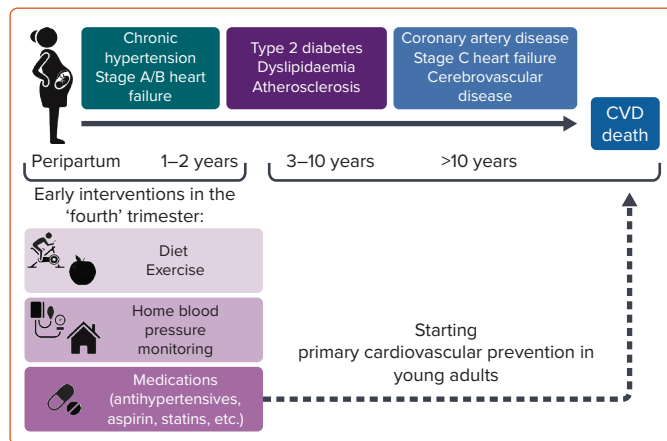 Chronic
hypertension
Stage A/B heart
failure
Type 2 diabetes
Dyslipidaemia
Atherosclerosis
Coronary artery disease
Stage C heart failure
Cerebrovascular
disease
CVD
death
Peripartum
1–2 years
3–10 years
>10 years
Early interventions in the
‘fourth’ trimester:
Diet
Exercise
Home blood
pressure
monitoring
Medications
(antihypertensives,
aspirin, statins, etc.)
Starting
primary cardiovascular prevention in
young adults